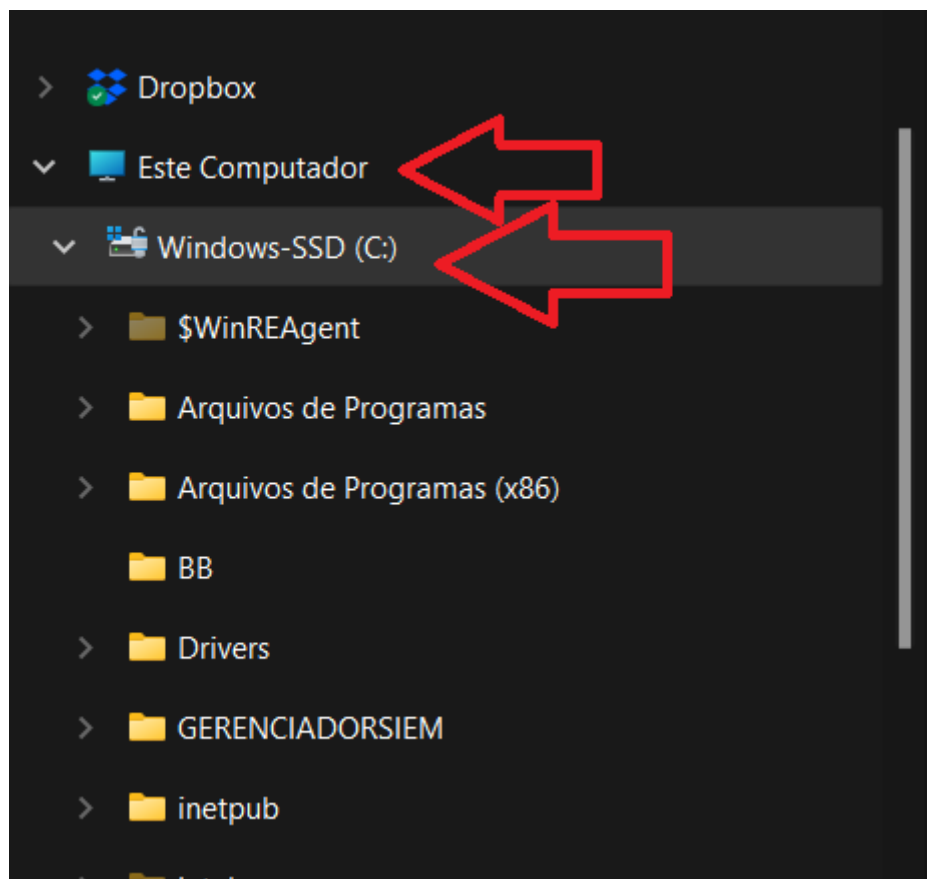 Dropbox
Este Computador
Windows-SSD (C:)
$WinREAgent
Arquivos de Programas
Arquivos de Programas (x86)
BB
Drivers
GERENCIADORSIEM
inetpub